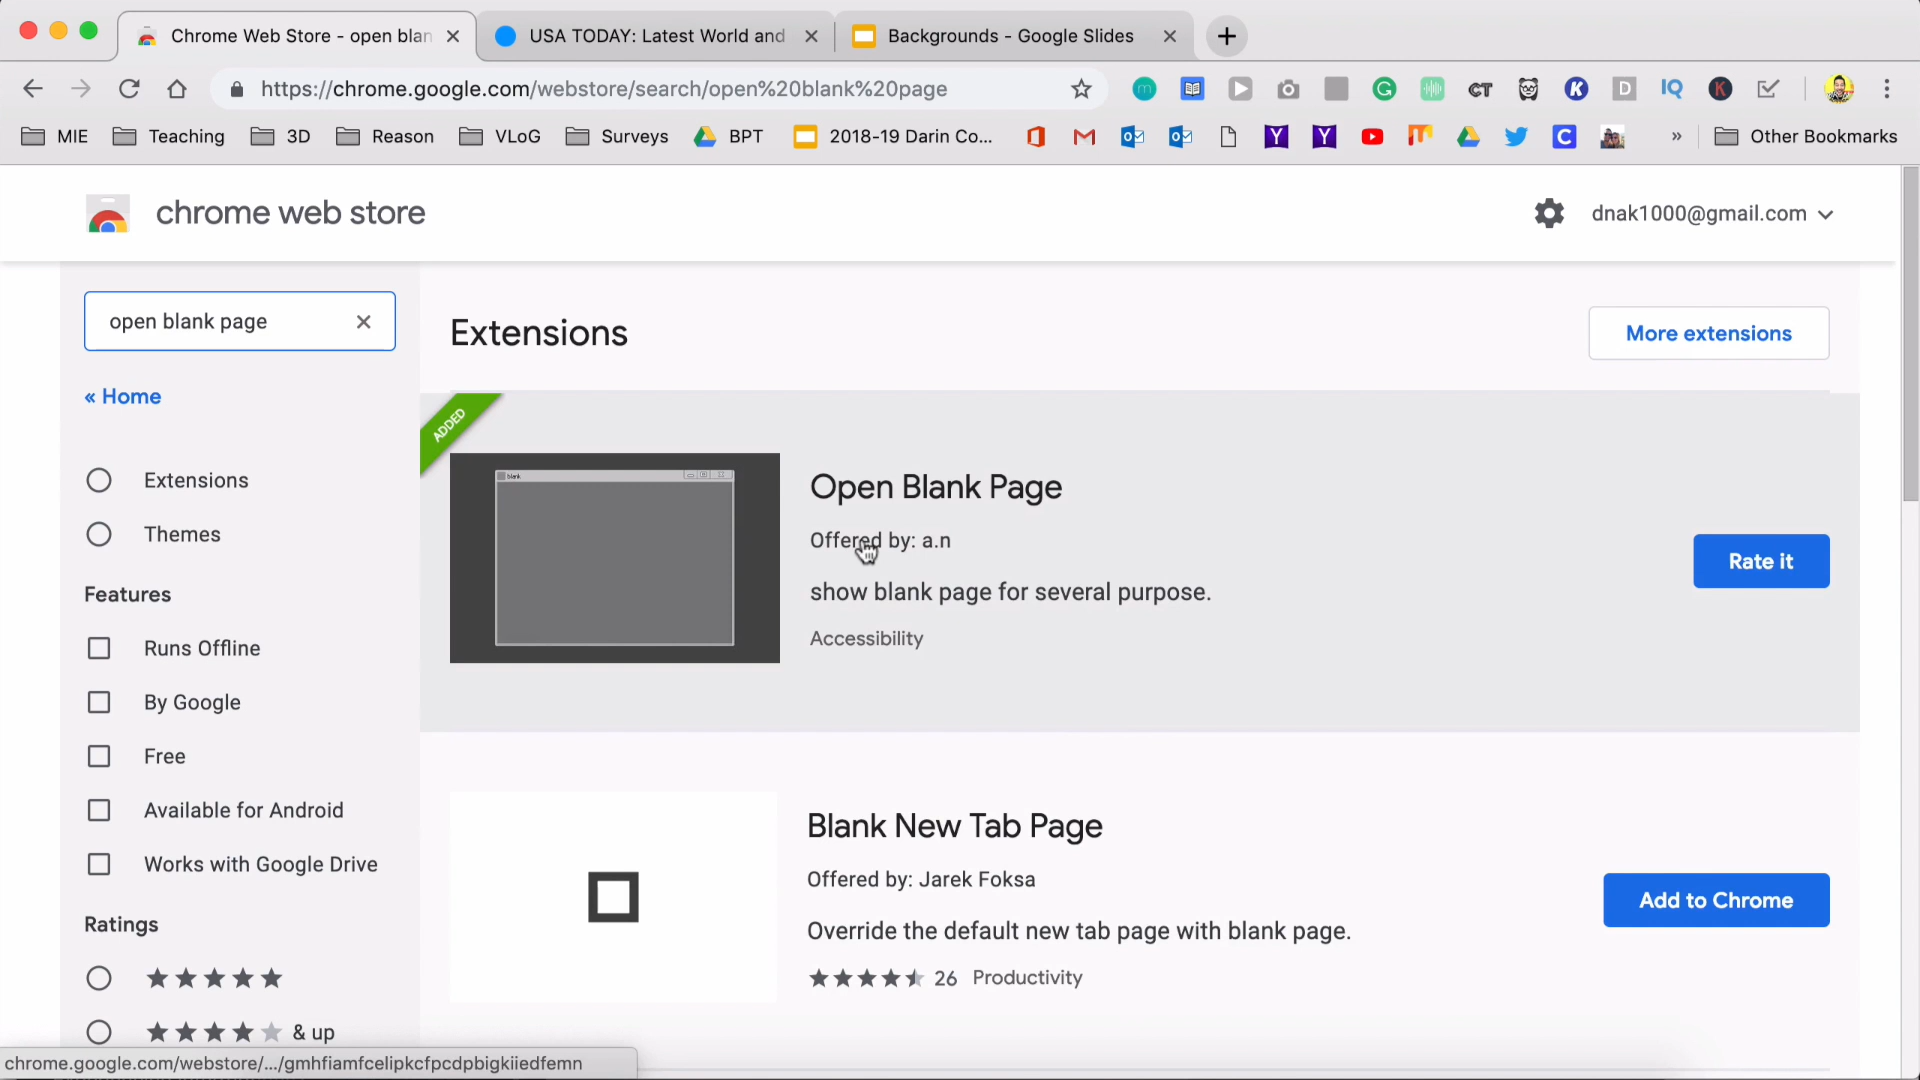 Chrome Web Store - open blan
USA TODAY: Latest World and
Backgrounds - Google Slides
https://chrome.google.com/webstore/search/open%20blank%20page
CT
K
D
IQ
K
MIE
Teaching
3D
Reason
VLoG
Surveys
BPT
2018-19 Darin Co...
Y
Y
C
»
Other Bookmarks
chrome web store
dnak1000@gmail.com
open blank page
Extensions
More extensions
« Home
ADDED
blank
Open Blank Page
Extensions
Offered by: a.n
Themes
Rate it
show blank page for several purpose.
Features
Accessibility
Runs Offline
By Google
Free
Available for Android
Blank New Tab Page
Works with Google Drive
Offered by: Jarek Foksa
Add to Chrome
Ratings
Override the default new tab page with blank page.
26 Productivity
& up
chrome.google.com/webstore/.../gmhfiamfcelipkcfpcdpbigkiiedfemn